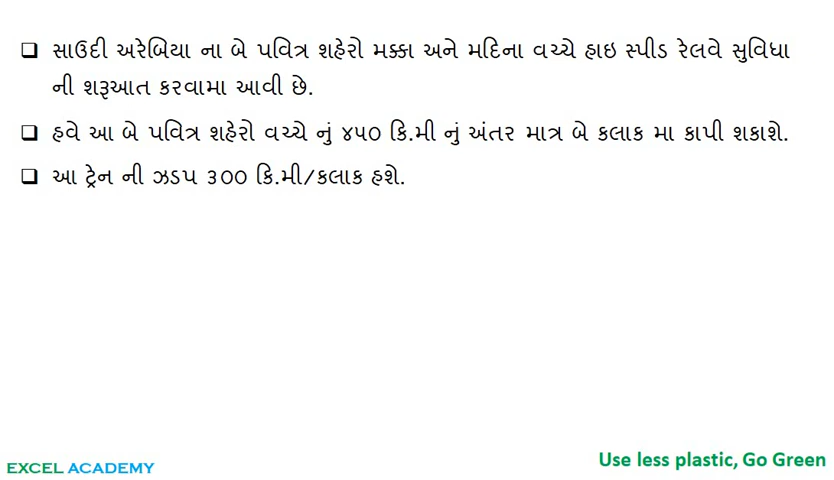 ❑ સાઉદી અરેબિયા ના બે પવિત્ર શહેરો મક્કા અને મદિના વચ્ચે હાઇ સ્પીડ રેલવે સુવિધા
ની શરૂઆત કરવામા આવી છે.
❑ હવે આ બે પવિત્ર શહેરો વચ્ચે નું ૪૫૦ કિ.મી નું અંતર માત્ર બે કલાક મા કાપી શકાશે.
❑ આ ટ્રેન ની ઝડપ ૩૦૦ કિ.મી/કલાક હશે.
EXCEL ACADEMY
Use less plastic, Go Green